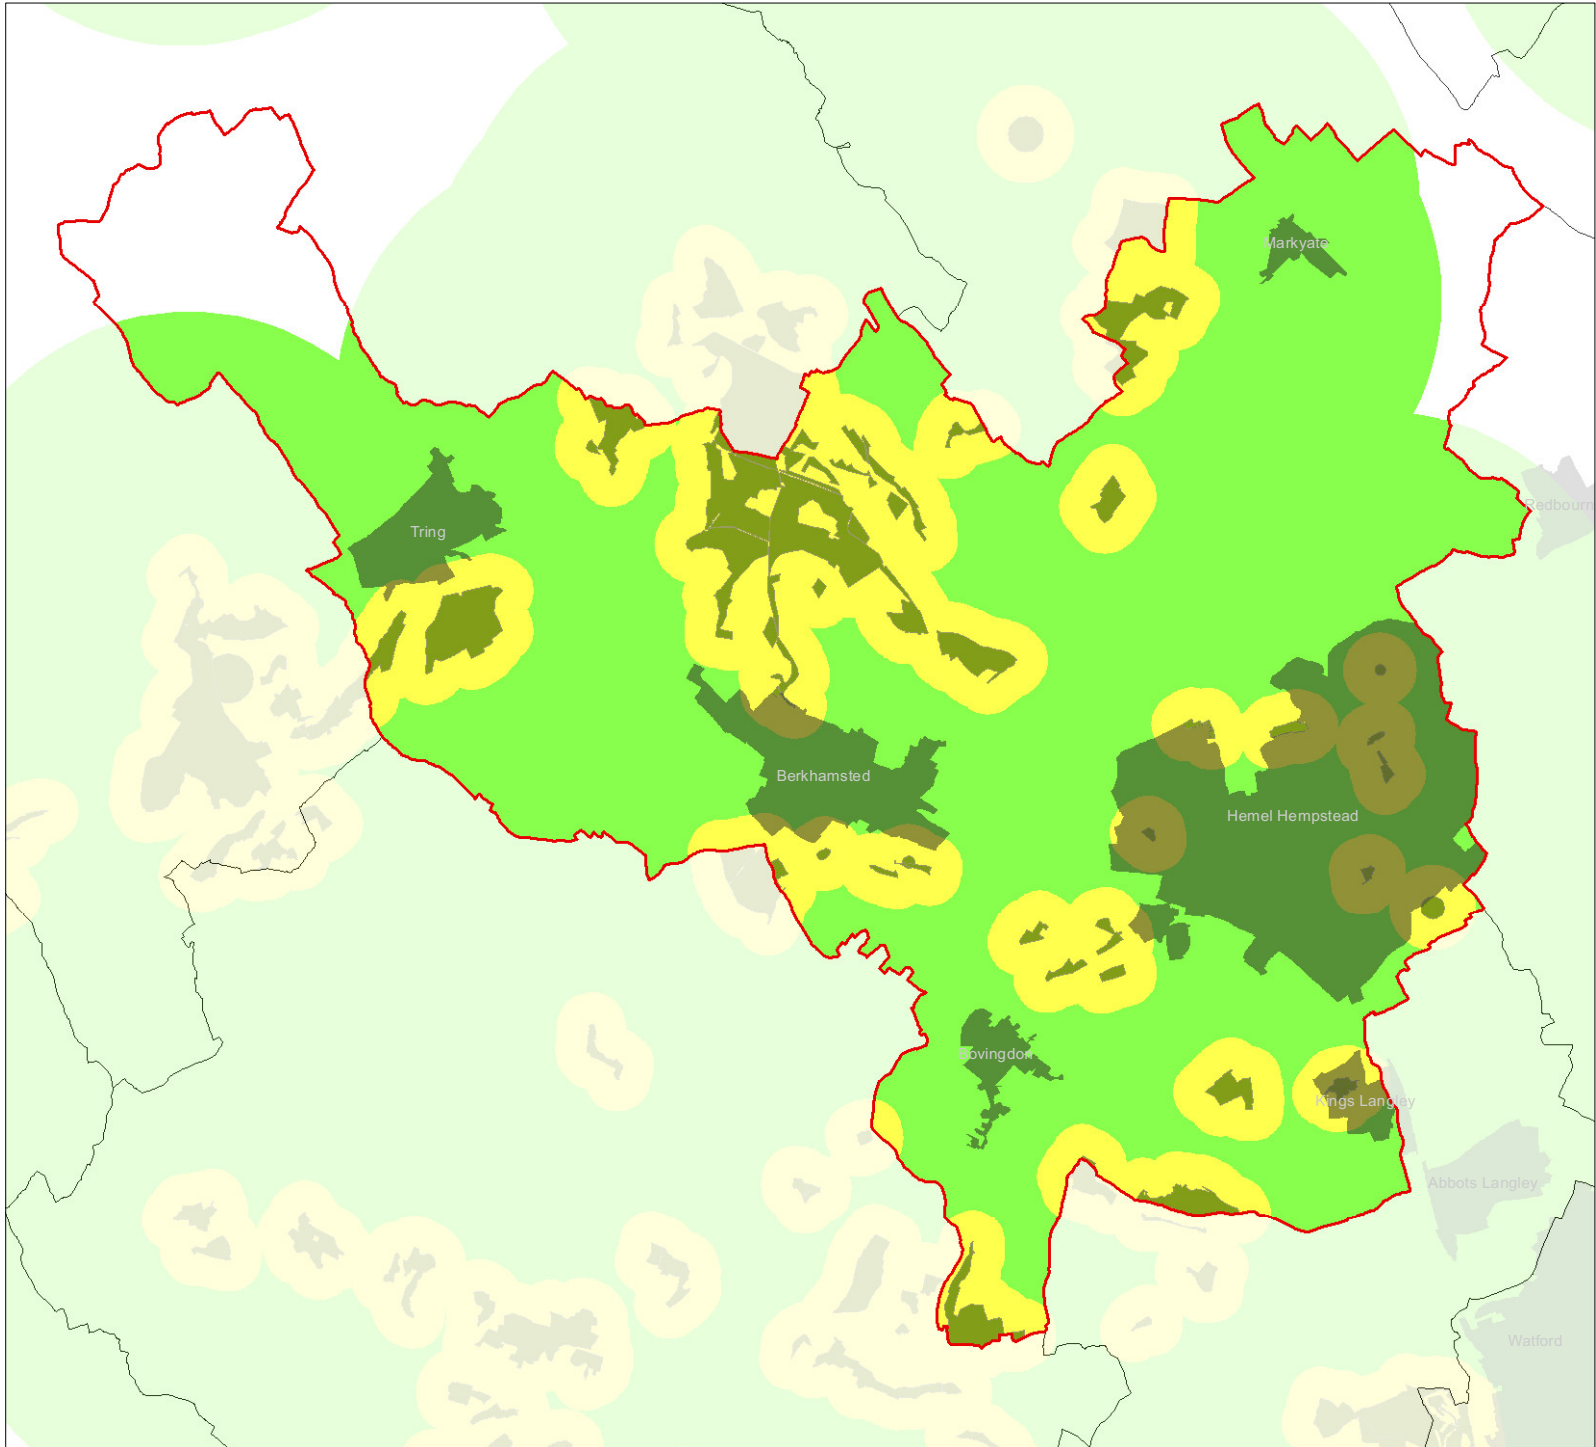 Markyate
Redbourn
Tring
Berkhamsted
Hemel Hempstead
Bovingdon
Kings Langley
Abbots Langley
Watford